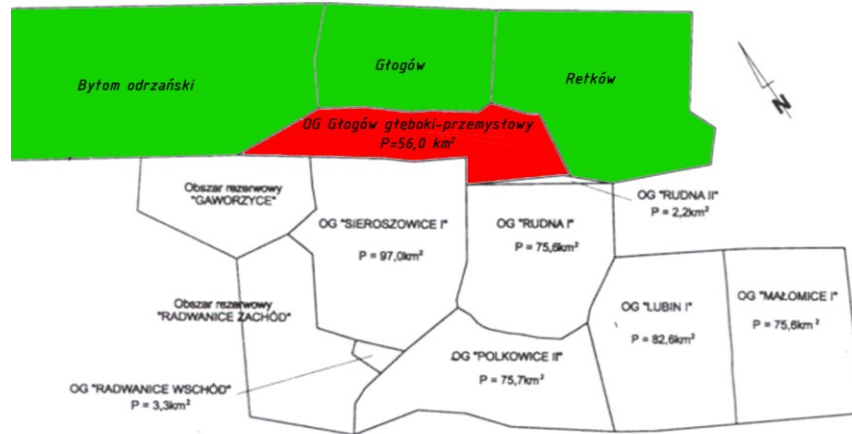 Bytom odrzański
Głogów
Retków
OG Głogów głęboki-przemysłowy
P=56,0 km²
Obszar rezerwowy
"GAWORZYCE"
OG "SIEROSZOWICE I"
P = 97,0km²
OG "RUDNA I"
P = 75,6km²
OG "RUDNA II"
P = 2,2km²
N
Obszar rezerwowy
"RADWANICE ZACHÓD"
OG "LUBIN I"
P = 82,6km²
OG "MAŁOMICE I"
P = 75,6km²
OG "POLKOWICE II"
P = 75,7km²
OG "RADWANICE WSCHÓD"
P = 3,3km²